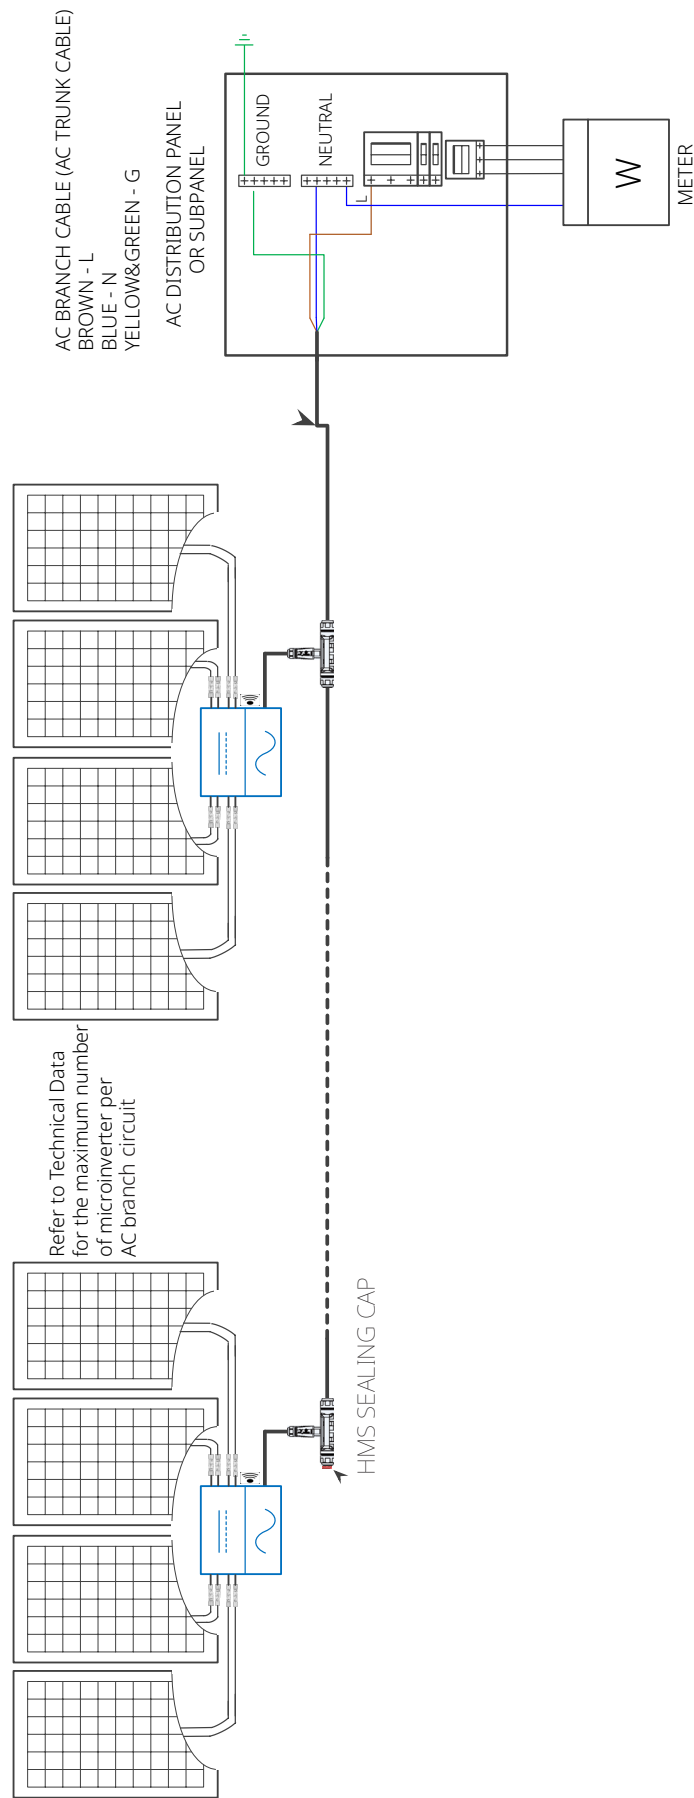 AC BRANCH CABLE (AC TRUNK CABLE)
BROWN - L
BLUE - N
YELLOW&GREEN - G
AC DISTRIBUTION PANEL
OR SUBPANEL
GROUND
NEUTRAL
L
W
METER
Refer to Technical Data
for the maximum number
of microinverter per
AC branch circuit
HMS SEALING CAP